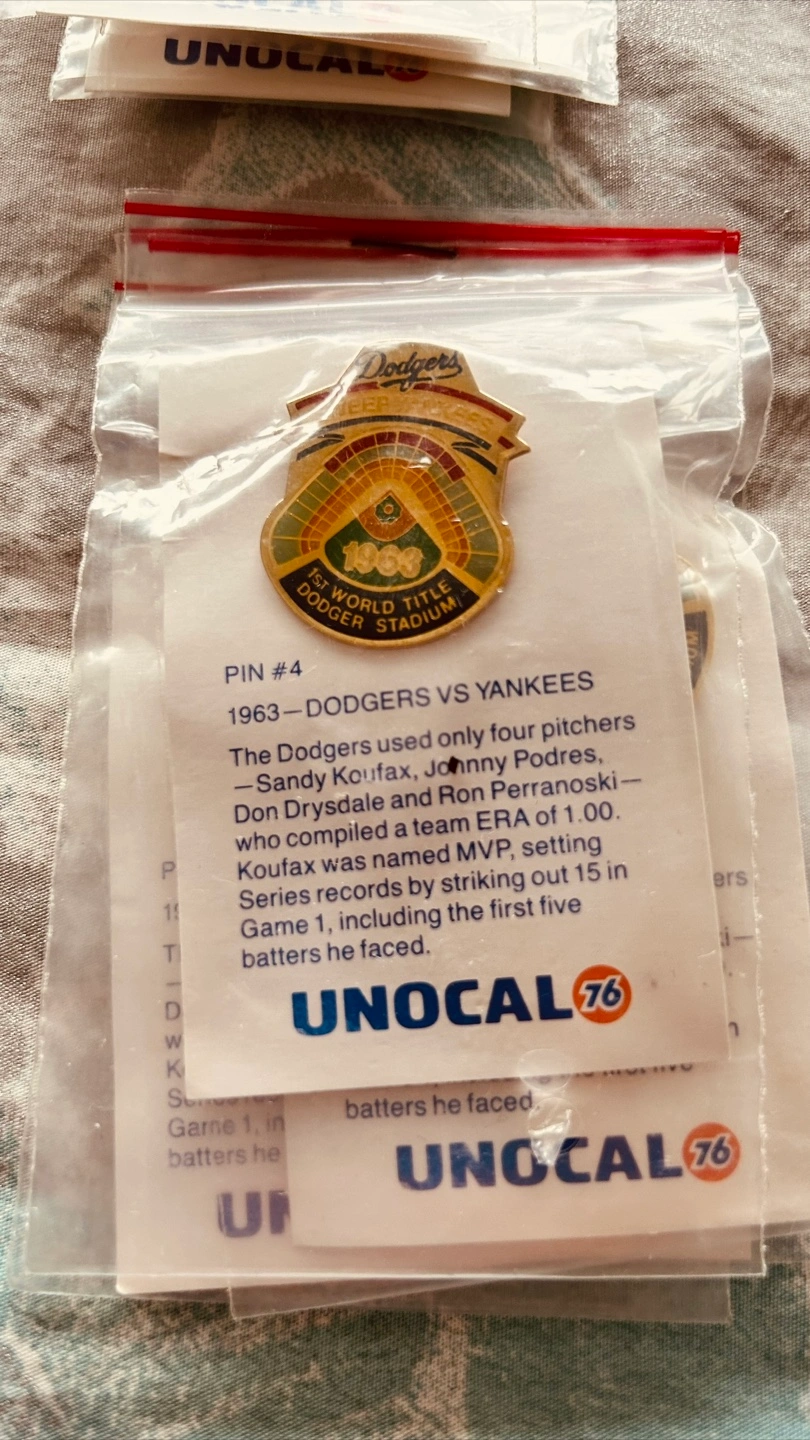 UNOCAL 76
Dodgers
1963
1ST WORLD TITLE
DODGER STADIUM
PIN #4
1963—DODGERS VS YANKEES
The Dodgers used only four pitchers
—Sandy Koufax, Johnny Podres,
Don Drysdale and Ron Perranoski—
who compiled a team ERA of 1.00.
Koufax was named MVP, setting
Series records by striking out 15 in
Game 1, including the first five
batters he faced.
UNOCAL 76
first five
batters he faced.
UNOCAL 76
Game 1, in
batters he
UN